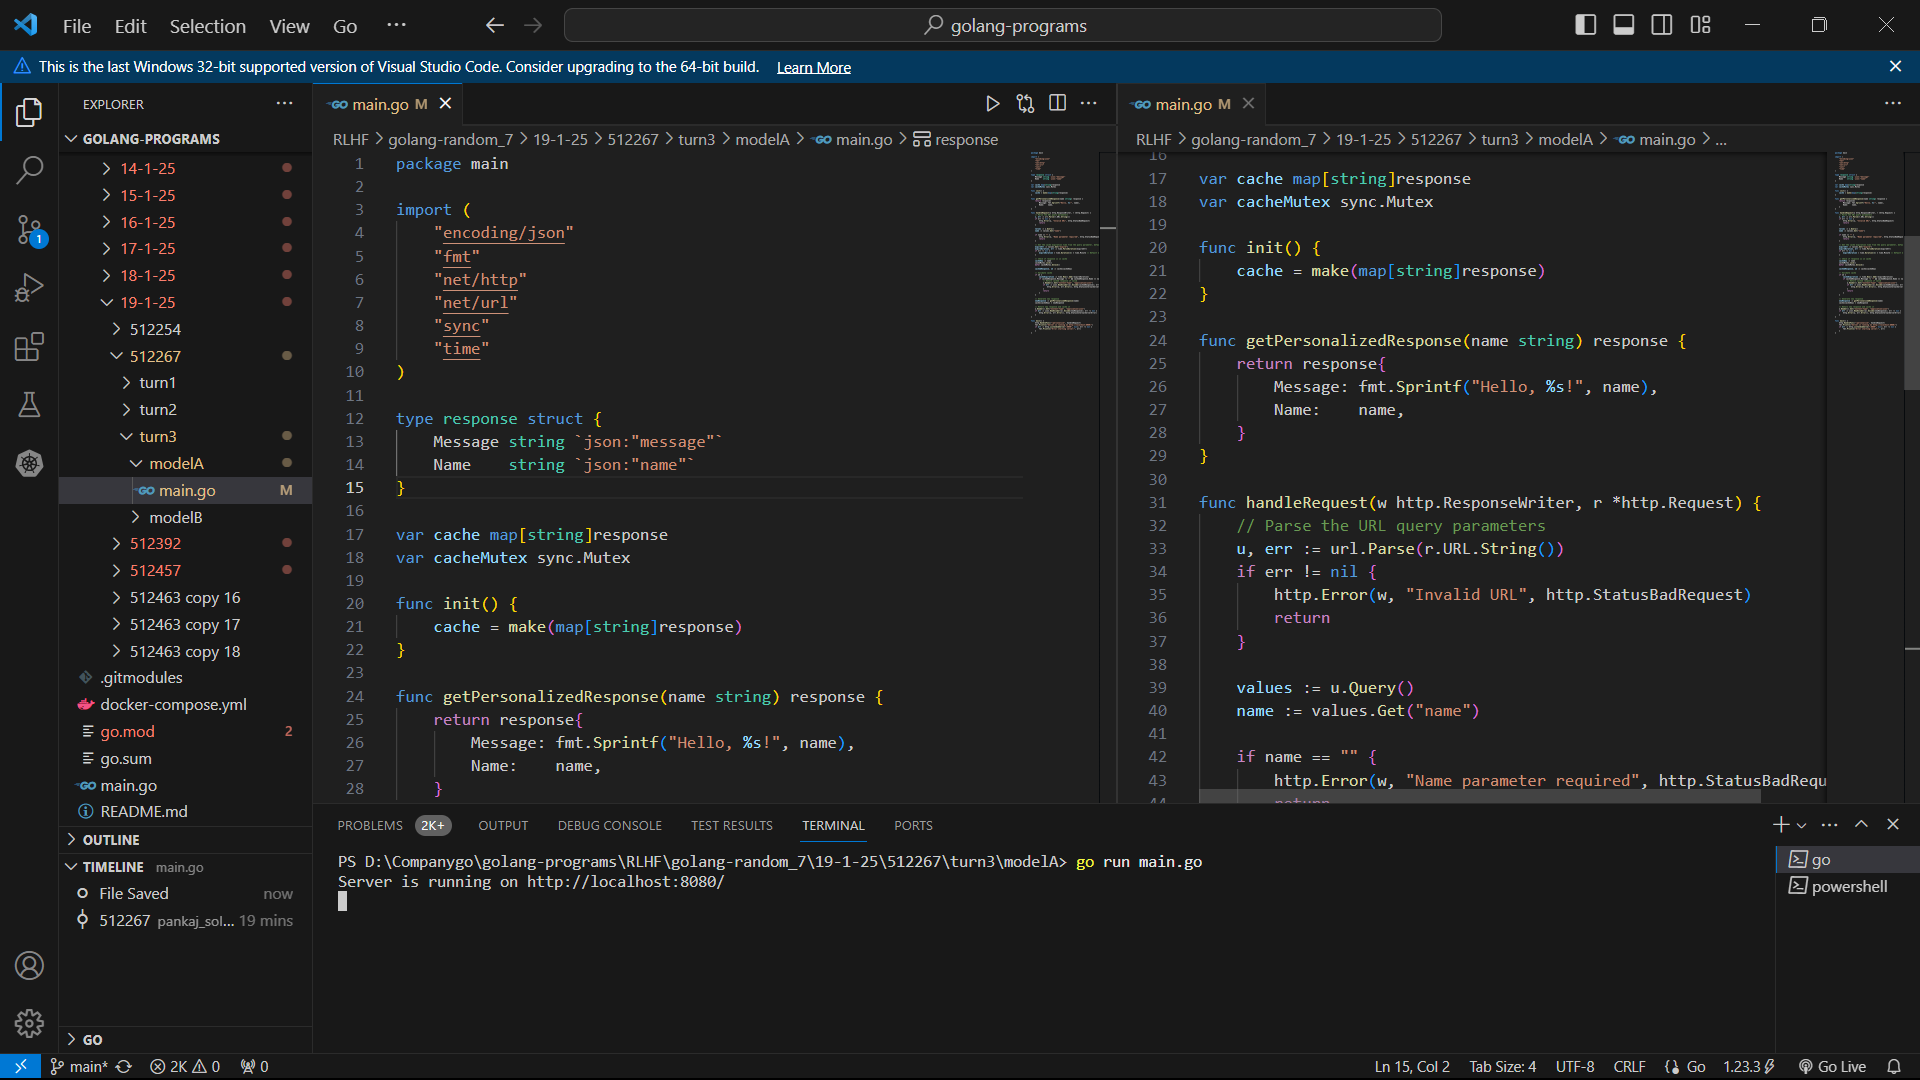 File Edit Selection View Go ···
golang-programs
This is the last Windows 32-bit supported version of Visual Studio Code. Consider upgrading to the 64-bit build. Learn More
EXPLORER
GOLANG-PROGRAMS
14-1-25
15-1-25
16-1-25
17-1-25
18-1-25
19-1-25
512254
512267
turn1
turn2
turn3
modelA
main.go M
modelB
512392
512457
512463 copy 16
512463 copy 17
512463 copy 18
.gitmodules
docker-compose.yml
go.mod 2
go.sum
main.go
README.md
OUTLINE
TIMELINE main.go
File Saved now
512267 pankaj_sol... 19 mins
GO
1
main.go M
RLHF > golang-random_7 > 19-1-25 > 512267 > turn3 > modelA > main.go > response
1 package main
2
3 import (
4 "encoding/json"
5 "fmt"
6 "net/http"
7 "net/url"
8 "sync"
9 "time"
10 )
11
12 type response struct {
13 Message string `json:"message"`
14 Name    string `json:"name"`
15 }
16
17 var cache map[string]response
18 var cacheMutex sync.Mutex
19
20 func init() {
21 cache = make(map[string]response)
22 }
23
24 func getPersonalizedResponse(name string) response {
25 return response{
26 Message: fmt.Sprintf("Hello, %s!", name),
27 Name:    name,
28 }
main.go M
RLHF > golang-random_7 > 19-1-25 > 512267 > turn3 > modelA > main.go > ...
16
17 var cache map[string]response
18 var cacheMutex sync.Mutex
19
20 func init() {
21 cache = make(map[string]response)
22 }
23
24 func getPersonalizedResponse(name string) response {
25 return response{
26 Message: fmt.Sprintf("Hello, %s!", name),
27 Name:    name,
28 }
29 }
30
31 func handleRequest(w http.ResponseWriter, r *http.Request) {
32 // Parse the URL query parameters
33 u, err := url.Parse(r.URL.String())
34 if err != nil {
35 http.Error(w, "Invalid URL", http.StatusBadRequest)
36 return
37 }
38
39 values := u.Query()
40 name := values.Get("name")
41
42 if name == "" {
43 http.Error(w, "Name parameter required", http.StatusBadRequ
44 return
PROBLEMS 2K+ OUTPUT DEBUG CONSOLE TEST RESULTS TERMINAL PORTS
PS D:\Companygo\golang-programs\RLHF\golang-random_7\19-1-25\512267\turn3\modelA> go run main.go
Server is running on http://localhost:8080/
go
powershell
main* 2K 0 0
Ln 15, Col 2 Tab Size: 4 UTF-8 CRLF Go 1.23.3 Go Live